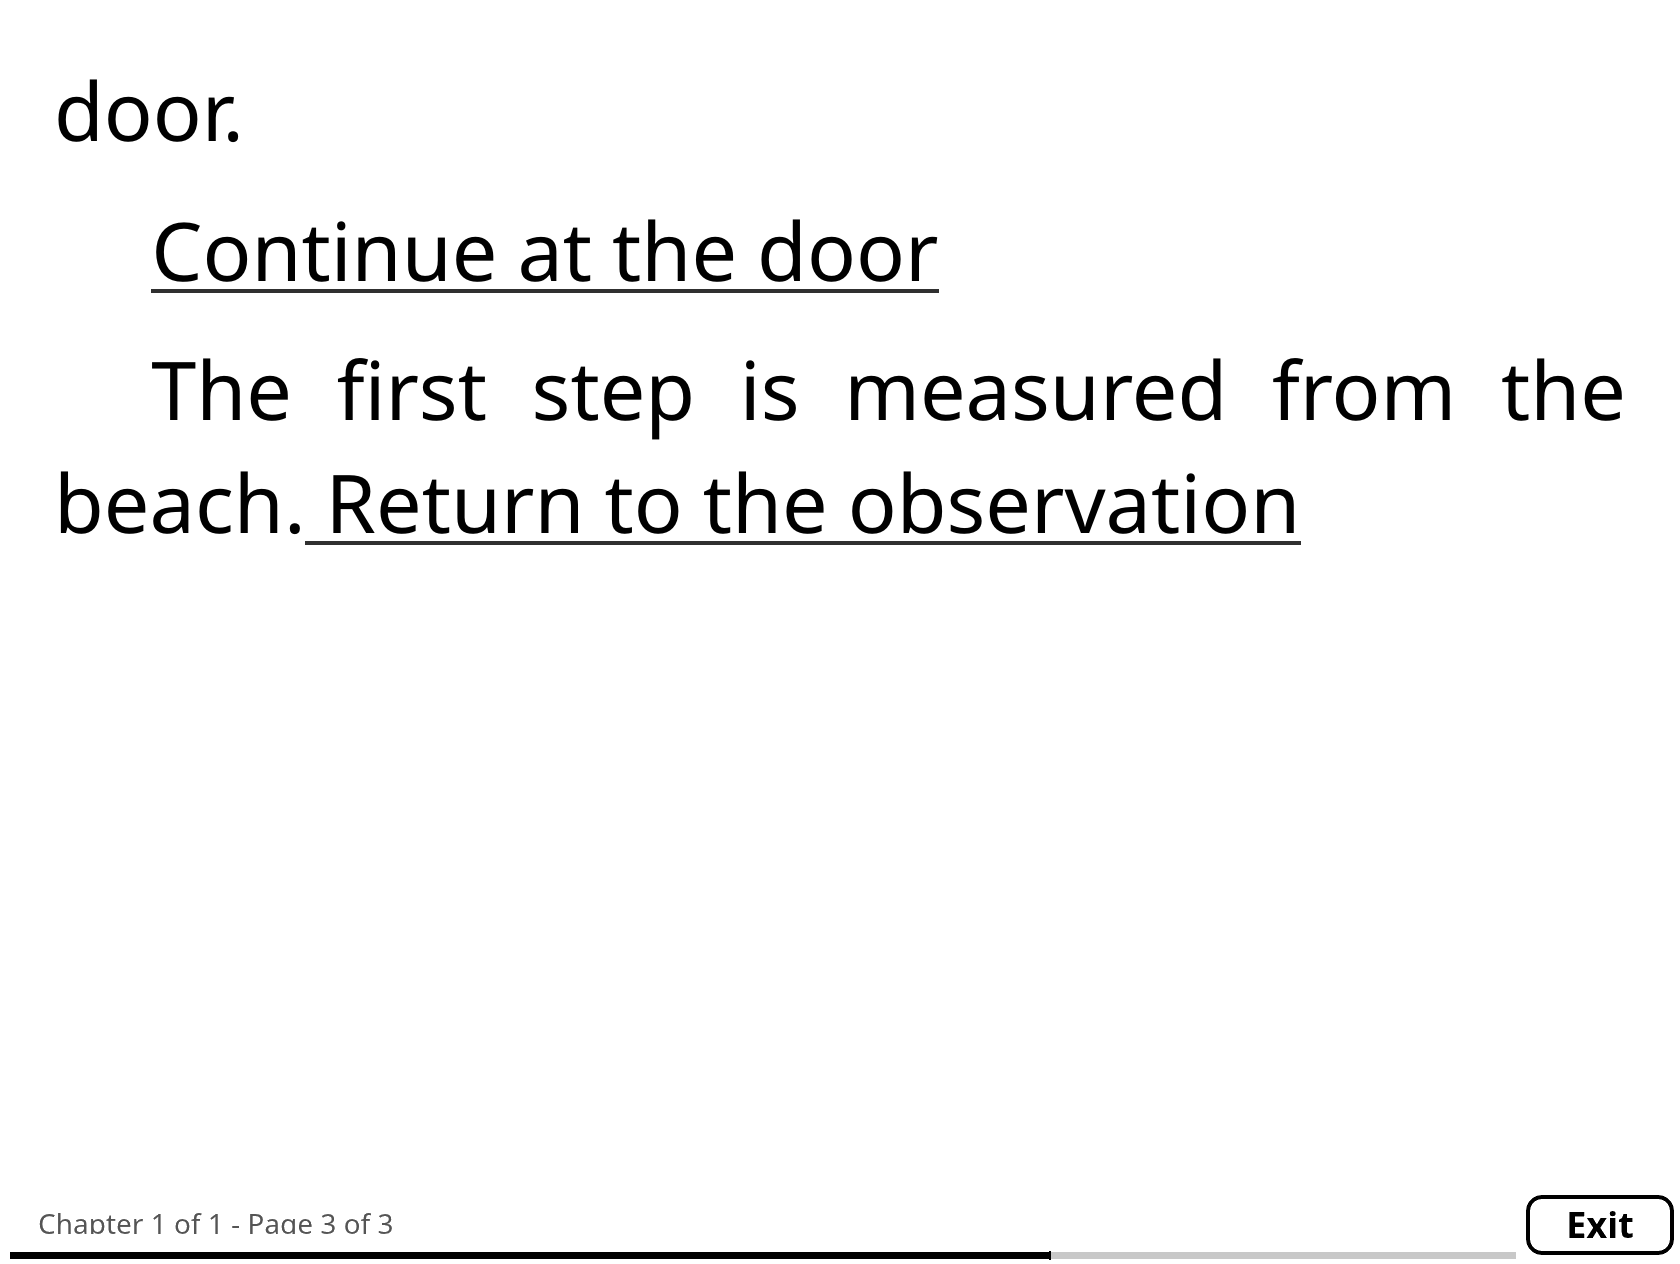 door.
Continue at the door
The first step is measured from the
beach. Return to the observation
Chapter 1 of 1 - Page 3 of 3
Exit